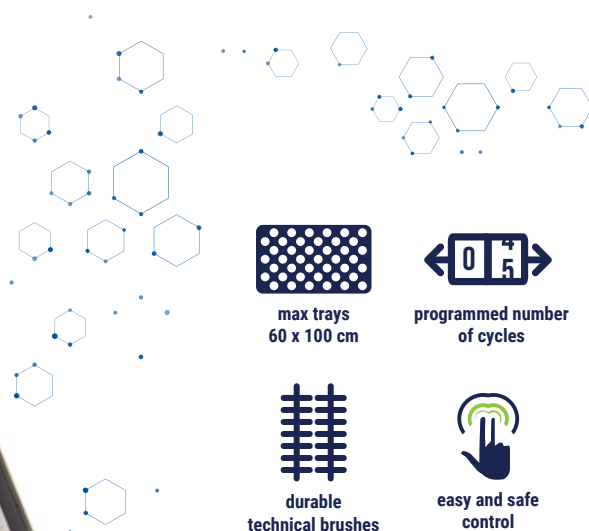 0 4
5
max trays
60 x 100 cm
programmed number
of cycles
durable
technical brushes
easy and safe
control